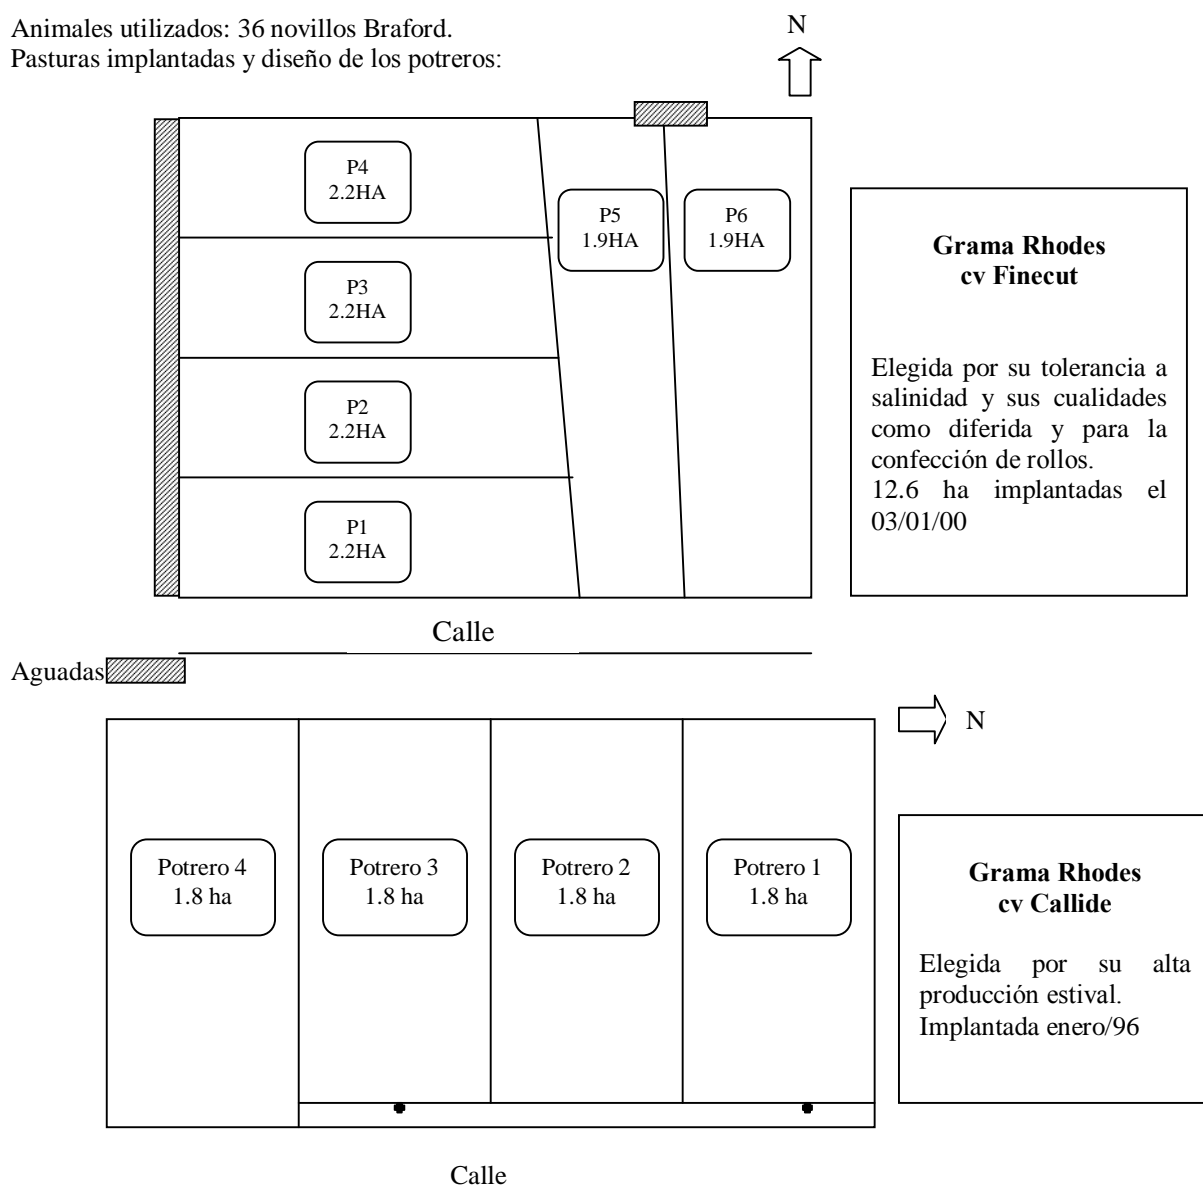 Animales utilizados: 36 novillos Braford.
Pasturas implantadas y diseño de los potreros:
N
P4
2.2HA
P5
1.9HA
P6
1.9HA
P3
2.2HA
P2
2.2HA
P1
2.2HA
Grama Rhodes
cv Finecut
Elegida por su tolerancia a
salinidad y sus cualidades
como diferida y para la
confección de rollos.
12.6 ha implantadas el
03/01/00
Calle
Aguadas
N
Potrero 4
1.8 ha
Potrero 3
1.8 ha
Potrero 2
1.8 ha
Potrero 1
1.8 ha
Grama Rhodes
cv Callide
Elegida por su alta
producción estival.
Implantada enero/96
Calle